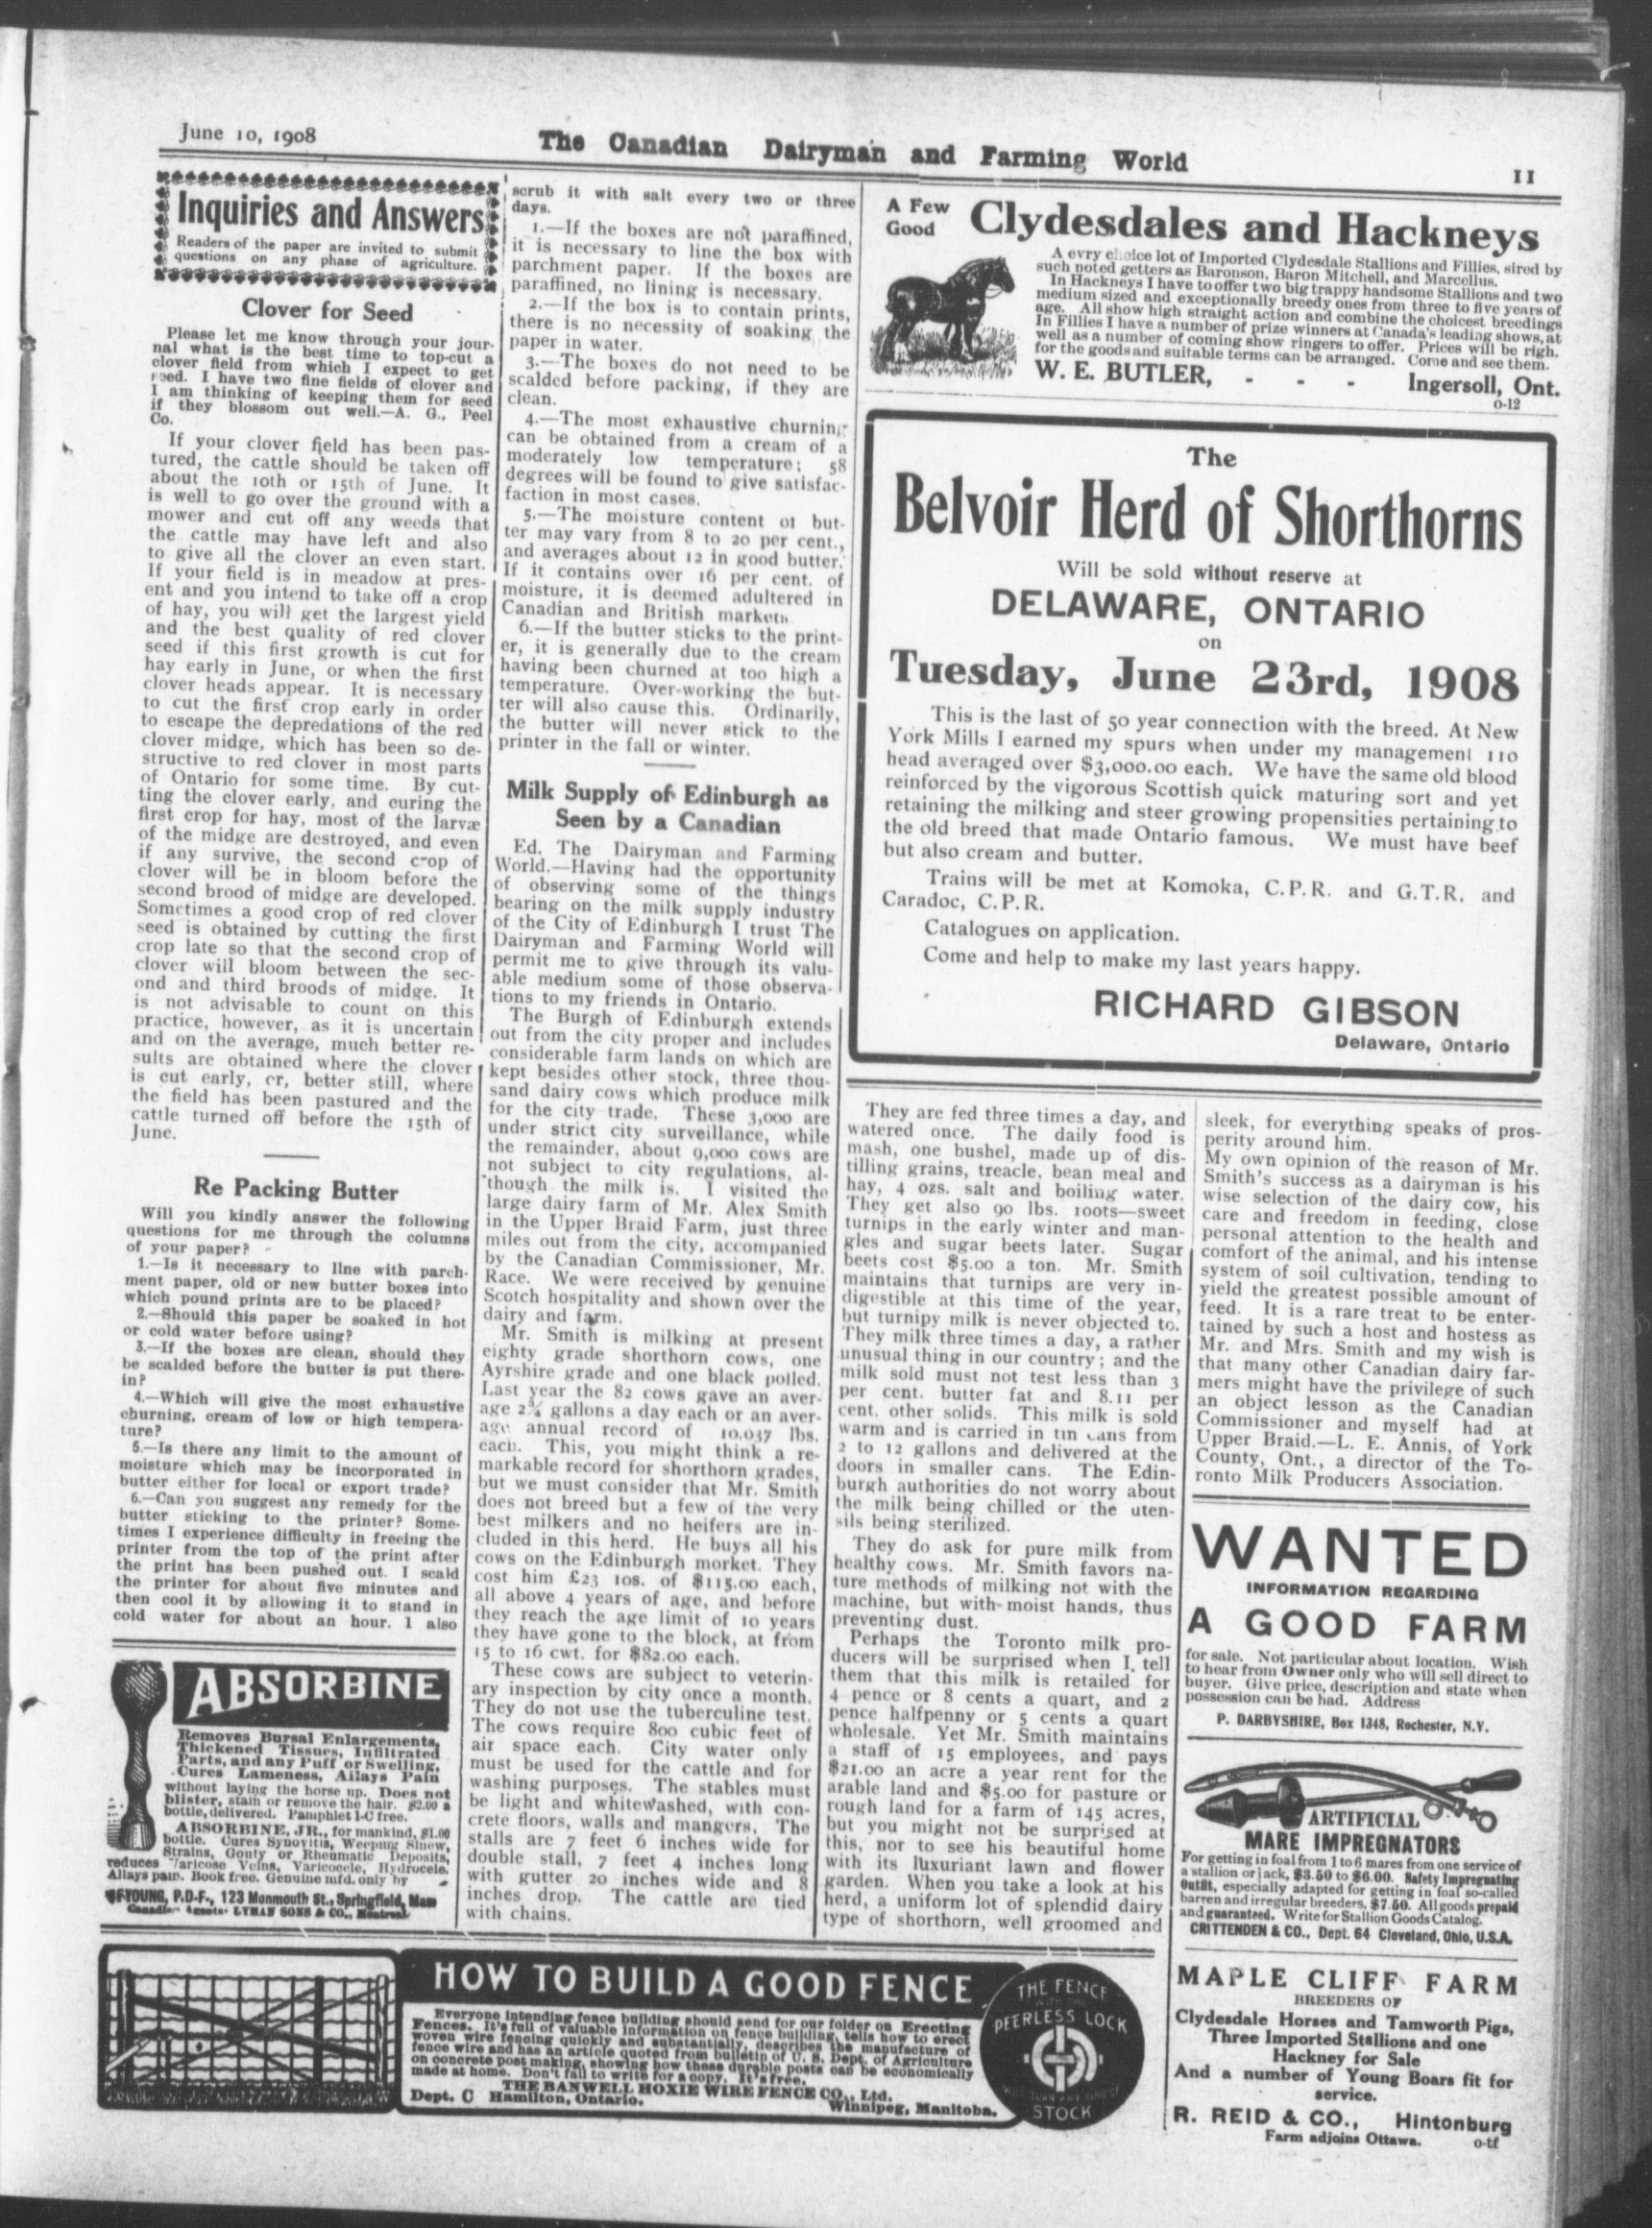 June 10, 1908
The Canadian Dairyman and Farming World
11
Inquiries and Answers
Readers of the paper are invited to submit
questions on any phase of agriculture.
Clover for Seed
Please let me know through your jour-
nal what is the best time to top-cut a
clover field from which I expect to get
seed. I have two fine fields of clover and
I am thinking of keeping them for seed
if they blossom out well.—A. G., Peel
Co.
If your clover field has been pas-
tured, the cattle should be taken off
about the 10th or 15th of June. It
is well to go over the ground with a
mower and cut off any weeds that
the cattle may have left and also
to give all the clover an even start.
If your field is in meadow at pres-
ent and you intend to take off a crop
of hay, you will get the largest yield
and the best quality of red clover
seed if this first growth is cut for
hay early in June, or when the first
clover heads appear. It is necessary
to cut the first crop early in order
to escape the depredations of the red
clover midge, which has been so de-
structive to red clover in most parts
of Ontario for some time. By cut-
ting the clover early, and curing the
first crop for hay, most of the larvæ
of the midge are destroyed, and even
if any survive, the second crop of
clover will be in bloom before the
second brood of midge are developed.
Sometimes a good crop of red clover
seed is obtained by cutting the first
crop late so that the second crop of
clover will bloom between the sec-
ond and third broods of midge. It
is not advisable to count on this
practice, however, as it is uncertain
and on the average, much better re-
sults are obtained where the clover
is cut early, or, better still, where
the field has been pastured and the
cattle turned off before the 15th of
June.
Re Packing Butter
Will you kindly answer the following
questions for me through the columns
of your paper?
1.—Is it necessary to line with parch-
ment paper, old or new butter boxes into
which pound prints are to be placed?
2.—Should this paper be soaked in hot
or cold water before using?
3.—If the boxes are clean, should they
be scalded before the butter is put there-
in?
4.—Which will give the most exhaustive
churning, cream of low or high tempera-
ture?
5.—Is there any limit to the amount of
moisture which may be incorporated in
butter either for local or export trade?
6.—Can you suggest any remedy for the
butter sticking to the printer? Some-
times I experience difficulty in freeing the
printer from the top of the print after
the print has been pushed out. I scald
the printer for about five minutes and
then cool it by allowing it to stand in
cold water for about an hour. I also
ABSORBINE
Removes Bursal Enlargements,
Thickened Tissues, Infiltrated
Parts, and any Puff or Swelling,
Cures Lameness, Allays Pain
without laying the horse up. Does not
blister, stain or remove the hair. $2.00 a
bottle, delivered. Pamphlet 1-C free.
ABSORBINE, JR., for mankind, $1.00
bottle. Cures Synovitis, Weeping Sinew,
Strains, Gouty or Rheumatic Deposits,
reduces Varicose Veins, Varicocele, Hydrocele.
Allays pain. Book free. Genuine mfd. only by
W.F. YOUNG, P.D.F., 123 Monmouth St., Springfield, Mass
Canadian Agents: LYMAN SONS & CO., Montreal.
scrub it with salt every two or three
days.
1.—If the boxes are not paraffined,
it is necessary to line the box with
parchment paper. If the boxes are
paraffined, no lining is necessary.
2.—If the box is to contain prints,
there is no necessity of soaking the
paper in water.
3.—The boxes do not need to be
scalded before packing, if they are
clean.
4.—The most exhaustive churning
can be obtained from a cream of a
moderately low temperature; 58
degrees will be found to give satisfac-
faction in most cases.
5.—The moisture content of but-
ter may vary from 8 to 20 per cent.,
and averages about 12 in good butter.
If it contains over 16 per cent. of
moisture, it is deemed adultered in
Canadian and British markets
6.—If the butter sticks to the print-
er, it is generally due to the cream
having been churned at too high a
temperature. Over-working the but-
ter will also cause this. Ordinarily,
the butter will never stick to the
printer in the fall or winter.
Milk Supply of Edinburgh as
Seen by a Canadian
Ed. The Dairyman and Farming
World.—Having had the opportunity
of observing some of the things
bearing on the milk supply industry
of the City of Edinburgh I trust The
Dairyman and Farming World will
permit me to give through its valu-
able medium some of those observa-
tions to my friends in Ontario.
The Burgh of Edinburgh extends
out from the city proper and includes
considerable farm lands on which are
kept besides other stock, three thou-
sand dairy cows which produce milk
for the city trade. These 3,000 are
under strict city surveillance, while
the remainder, about 9,000 cows are
not subject to city regulations, al-
though the milk is. I visited the
large dairy farm of Mr. Alex Smith
in the Upper Braid Farm, just three
miles out from the city, accompanied
by the Canadian Commissioner, Mr.
Race. We were received by genuine
Scotch hospitality and shown over the
dairy and farm.
Mr. Smith is milking at present
eighty grade shorthorn cows, one
Ayrshire grade and one black polled.
Last year the 82 cows gave an aver-
age 2¾ gallons a day each or an aver-
age annual record of 10,037 lbs.
each. This, you might think a re-
markable record for shorthorn grades,
but we must consider that Mr. Smith
does not breed but a few of the very
best milkers and no heifers are in-
cluded in this herd. He buys all his
cows on the Edinburgh market. They
cost him £23 10s. of $115.00 each,
all above 4 years of age, and before
they reach the age limit of 10 years
they have gone to the block, at from
15 to 16 cwt. for $82.00 each.
These cows are subject to veterin-
ary inspection by city once a month.
They do not use the tuberculine test.
The cows require 800 cubic feet of
air space each. City water only
must be used for the cattle and for
washing purposes. The stables must
be light and whitewashed, with con-
crete floors, walls and mangers, The
stalls are 7 feet 6 inches wide for
double stall, 7 feet 4 inches long
with gutter 20 inches wide and 8
inches drop. The cattle are tied
with chains.
A Few
Good
Clydesdales and Hackneys
A evry choice lot of Imported Clydesdale Stallions and Fillies, sired by
such noted getters as Baronson, Baron Mitchell, and Marcellus.
In Hackneys I have to offer two big trappy handsome Stallions and two
medium sized and exceptionally breedy ones from three to five years of
age. All show high straight action and combine the choicest breedings
In Fillies I have a number of prize winners at Canada's leading shows, at
well as a number of coming show ringers to offer. Prices will be righ.
for the goods and suitable terms can be arranged. Come and see them.
W. E. BUTLER, - - - Ingersoll, Ont.
0-12
The
Belvoir Herd of Shorthorns
Will be sold without reserve at
DELAWARE, ONTARIO
on
Tuesday, June 23rd, 1908
This is the last of 50 year connection with the breed. At New
York Mills I earned my spurs when under my management 110
head averaged over $3,000.00 each. We have the same old blood
reinforced by the vigorous Scottish quick maturing sort and yet
retaining the milking and steer growing propensities pertaining to
the old breed that made Ontario famous. We must have beef
but also cream and butter.
Trains will be met at Komoka, C.P.R. and G.T.R. and
Caradoc, C.P.R.
Catalogues on application.
Come and help to make my last years happy.
RICHARD GIBSON
Delaware, Ontario
They are fed three times a day, and
watered once. The daily food is
mash, one bushel, made up of dis-
tilling grains, treacle, bean meal and
hay, 4 ozs. salt and boiling water.
They get also 90 lbs. roots—sweet
turnips in the early winter and man-
gles and sugar beets later. Sugar
beets cost $5.00 a ton. Mr. Smith
maintains that turnips are very in-
digestible at this time of the year,
but turnipy milk is never objected to.
They milk three times a day, a rather
unusual thing in our country; and the
milk sold must not test less than 3
per cent. butter fat and 8.11 per
cent. other solids. This milk is sold
warm and is carried in tin cans from
2 to 12 gallons and delivered at the
doors in smaller cans. The Edin-
burgh authorities do not worry about
the milk being chilled or the uten-
sils being sterilized.
They do ask for pure milk from
healthy cows. Mr. Smith favors na-
ture methods of milking not with the
machine, but with moist hands, thus
preventing dust.
Perhaps the Toronto milk pro-
ducers will be surprised when I tell
them that this milk is retailed for
4 pence or 8 cents a quart, and 2
pence halfpenny or 5 cents a quart
wholesale. Yet Mr. Smith maintains
a staff of 15 employees, and pays
$21.00 an acre a year rent for the
arable land and $5.00 for pasture or
rough land for a farm of 145 acres,
but you might not be surprised at
this, nor to see his beautiful home
with its luxuriant lawn and flower
garden. When you take a look at his
herd, a uniform lot of splendid dairy
type of shorthorn, well groomed and
sleek, for everything speaks of pros-
perity around him.
My own opinion of the reason of Mr.
Smith's success as a dairyman is his
wise selection of the dairy cow, his
care and freedom in feeding, close
personal attention to the health and
comfort of the animal, and his intense
system of soil cultivation, tending to
yield the greatest possible amount of
feed. It is a rare treat to be enter-
tained by such a host and hostess as
Mr. and Mrs. Smith and my wish is
that many other Canadian dairy far-
mers might have the privilege of such
an object lesson as the Canadian
Commissioner and myself had at
Upper Braid.—L. E. Annis, of York
County, Ont., a director of the To-
ronto Milk Producers Association.
WANTED
INFORMATION REGARDING
A GOOD FARM
for sale. Not particular about location. Wish
to hear from Owner only who will sell direct to
buyer. Give price, description and state when
possession can be had. Address
P. DARBYSHIRE, Box 1348, Rochester, N.Y.
ARTIFICIAL
MARE IMPREGNATORS
For getting in foal from 1 to 6 mares from one service of
a stallion or jack, $3.50 to $6.00. Safety Impregnating
Outfit, especially adapted for getting in foal so-called
barren and irregular breeders, $7.50. All goods prepaid
and guaranteed. Write for Stallion Goods Catalog.
CRITTENDEN & CO., Dept. 64 Cleveland, Ohio, U.S.A.
MAPLE CLIFF FARM
BREEDERS OF
Clydesdale Horses and Tamworth Pigs,
Three Imported Stallions and one
Hackney for Sale
And a number of Young Boars fit for
service.
R. REID & CO., Hintonburg
Farm adjoins Ottawa. o-tf
HOW TO BUILD A GOOD FENCE
Everyone intending fence building should send for our folder on Erecting
Fences. It's full of valuable information on fence building, tells how to erect
woven wire fencing quickly and substantially, describes the manufacture of
fence wire and has an article quoted from bulletin of U. S. Dept. of Agriculture
on concrete post making, showing how these durable posts can be economically
made at home. Don't fail to write for a copy. It's free.
THE BANWELL HOXIE WIRE FENCE CO., Ltd.
Dept. C Hamilton, Ontario. Winnipeg, Manitoba.
THE FENCE
PEERLESS LOCK
STOCK